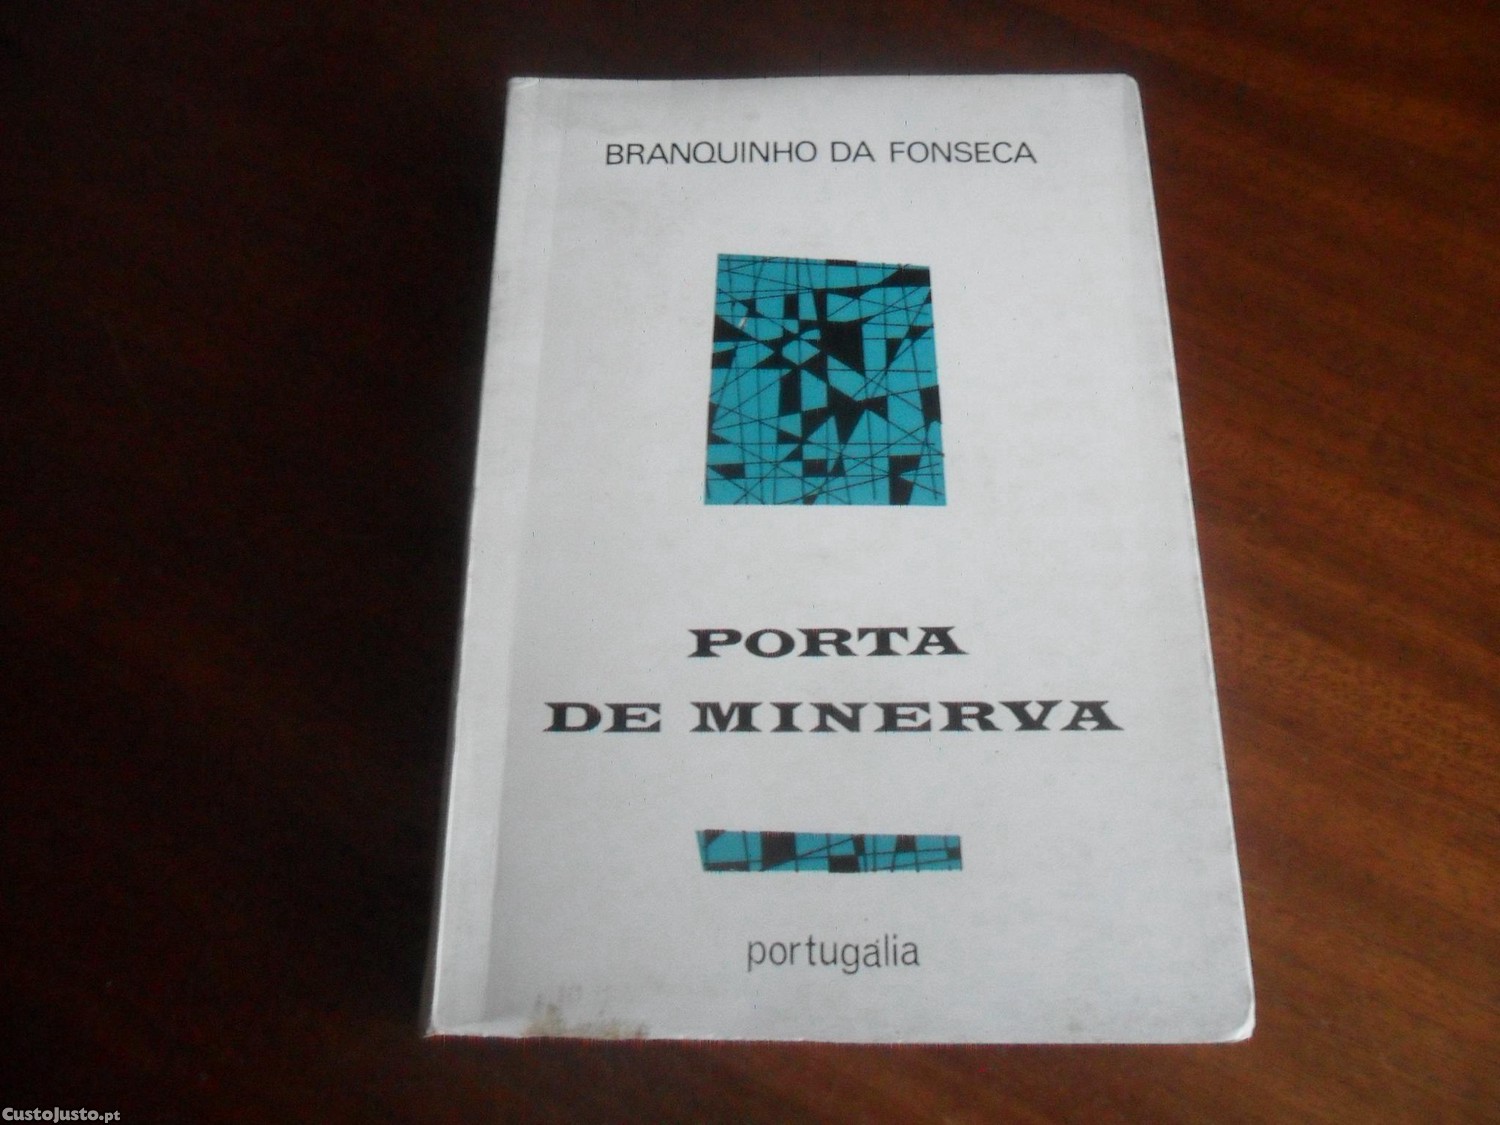 BRANQUINHO DA FONSECA
PORTA
DE MINERVA
portugália
CustoJusto.pt